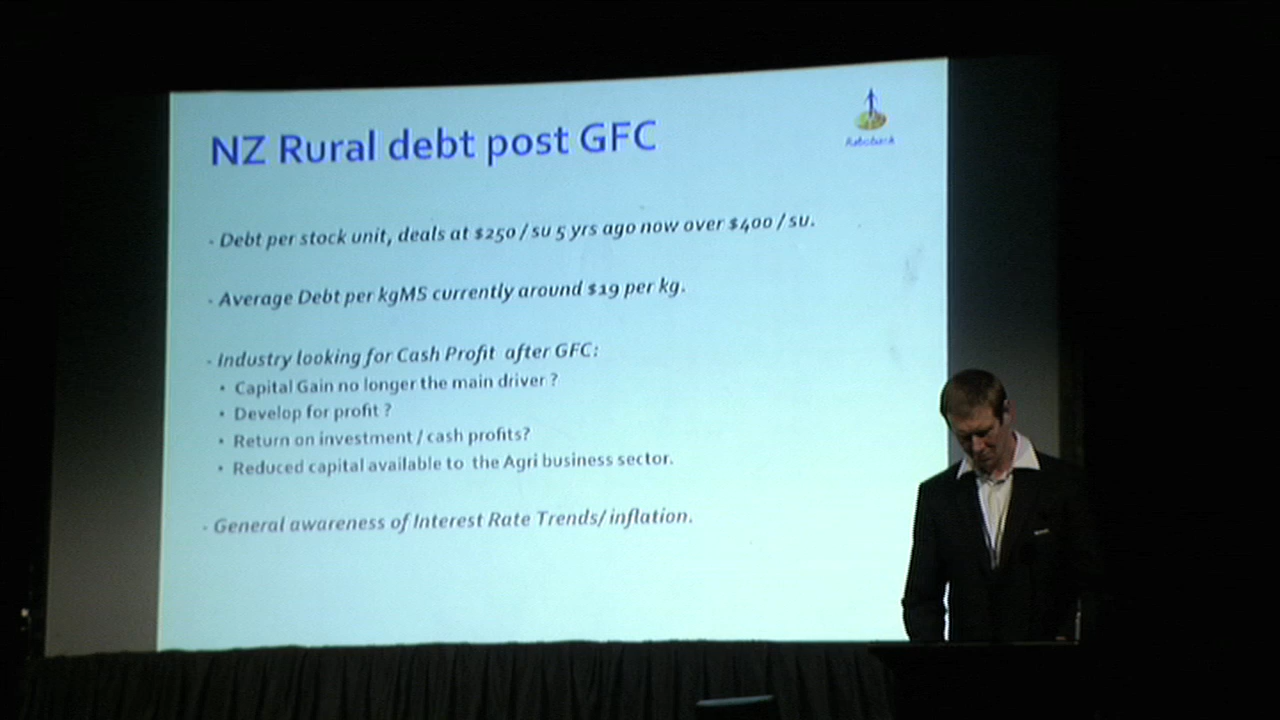 NZ Rural debt post GFC
Rabobank
- Debt per stock unit, deals at $250 / su 5 yrs ago now over $400 / su.
- Average Debt per kgMS currently around $19 per kg.
- Industry looking for Cash Profit after GFC:
• Capital Gain no longer the main driver ?
• Develop for profit ?
• Return on investment / cash profits?
• Reduced capital available to the Agri business sector.
- General awareness of Interest Rate Trends/ inflation.